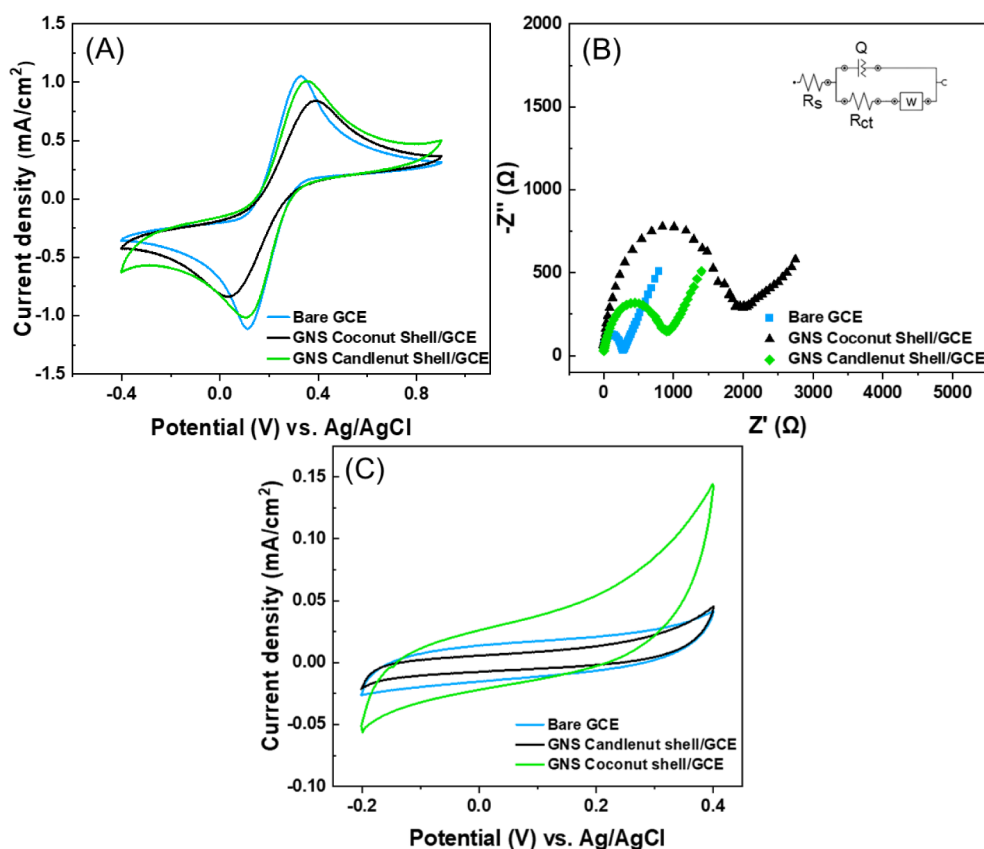 (A)
Current density (mA/cm²)
1.5
1.0
0.5
0.0
-0.5
-1.0
-1.5
Bare GCE
GNS Coconut Shell/GCE
GNS Candlenut Shell/GCE
-0.4
0.0
0.4
0.8
Potential (V) vs. Ag/AgCl
(B)
-Z'' (Ω)
2000
1500
1000
500
0
Q
Rs
Rct
W
Bare GCE
GNS Coconut Shell/GCE
GNS Candlenut Shell/GCE
0
1000
2000
3000
4000
5000
Z' (Ω)
(C)
Current density (mA/cm²)
0.15
0.10
0.05
0.00
-0.05
-0.10
Bare GCE
GNS Candlenut shell/GCE
GNS Coconut shell/GCE
-0.2
0.0
0.2
0.4
Potential (V) vs. Ag/AgCl